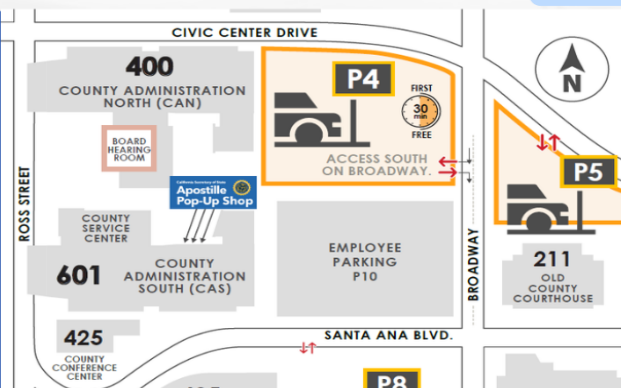 CIVIC CENTER DRIVE
400
COUNTY ADMINISTRATION
NORTH (CAN)
P4
FIRST
30
min
FREE
N
BOARD
HEARING
ROOM
ACCESS SOUTH
ON BROADWAY.
P5
ROSS STREET
Apostille
Pop-Up Shop
COUNTY
SERVICE
CENTER
601
COUNTY
ADMINISTRATION
SOUTH (CAS)
EMPLOYEE
PARKING
P10
BROADWAY
211
OLD
COUNTY
COURTHOUSE
425
COUNTY
CONFERENCE
CENTER
SANTA ANA BLVD.
P8